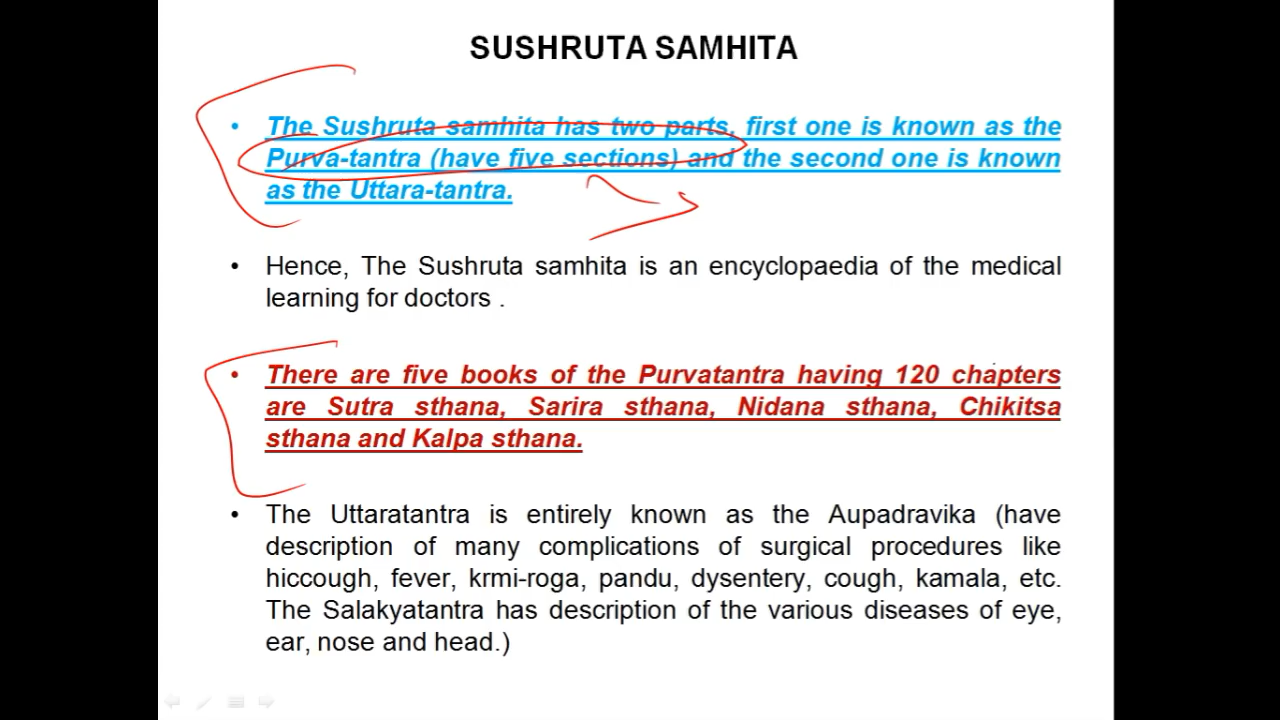 SUSHRUTA SAMHITA
• The Sushruta samhita has two parts, first one is known as the
Purva-tantra (have five sections) and the second one is known
as the Uttara-tantra.
• Hence, The Sushruta samhita is an encyclopaedia of the medical
learning for doctors .
• There are five books of the Purvatantra having 120 chapters
are Sutra sthana, Sarira sthana, Nidana sthana, Chikitsa
sthana and Kalpa sthana.
• The Uttaratantra is entirely known as the Aupadravika (have
description of many complications of surgical procedures like
hiccough, fever, krmi-roga, pandu, dysentery, cough, kamala, etc.
The Salakyatantra has description of the various diseases of eye,
ear, nose and head.)